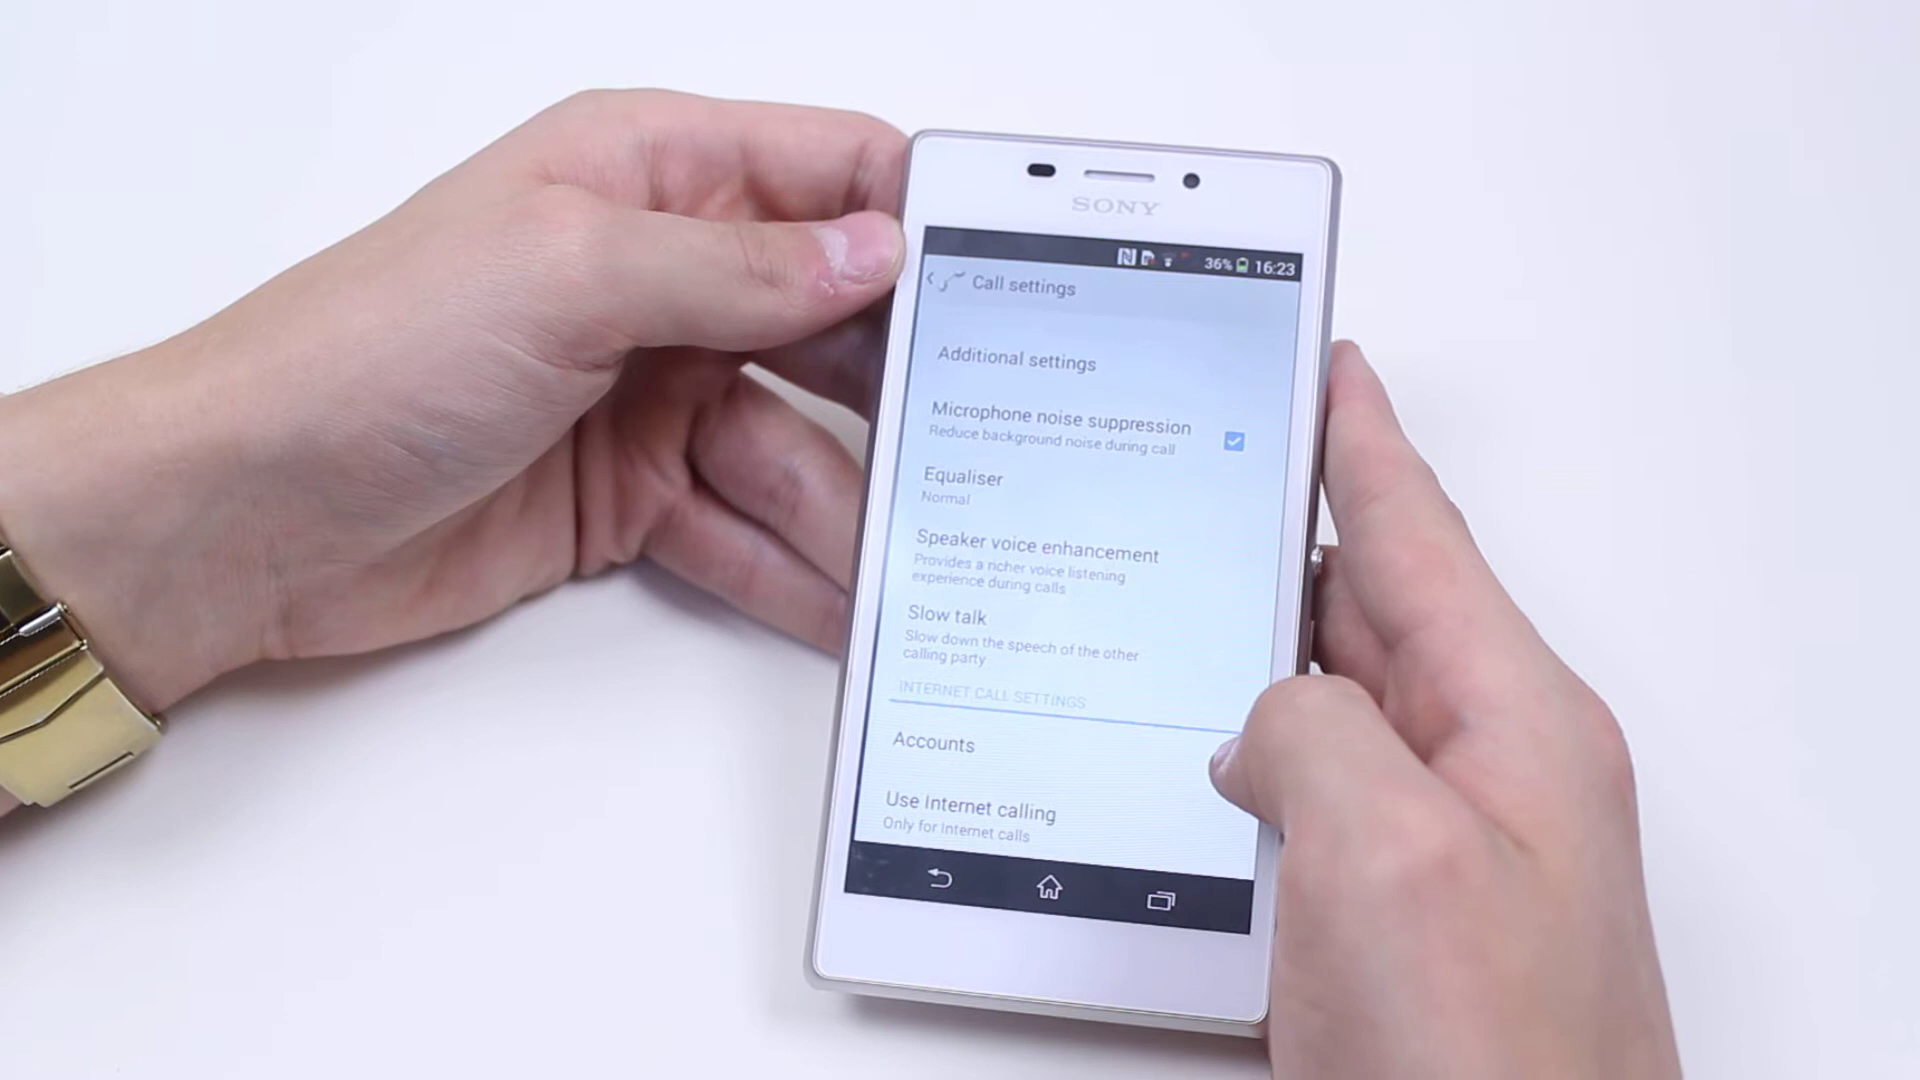 SONY
36% 16:23
Call settings
Additional settings
Microphone noise suppression
Reduce background noise during call
Equaliser
Normal
Speaker voice enhancement
Provides a richer voice listening
experience during calls
Slow talk
Slow down the speech of the other
calling party
INTERNET CALL SETTINGS
Accounts
Use Internet calling
Only for Internet calls